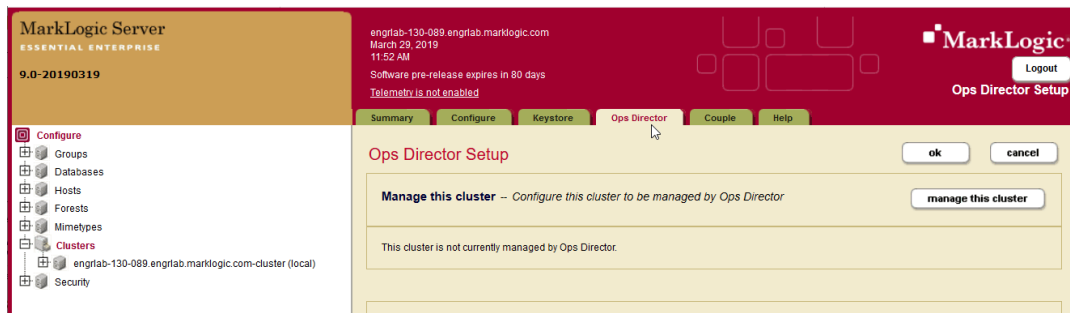 MarkLogic Server
ESSENTIAL ENTERPRISE
9.0-20190319
engrlab-130-089.engrlab.marklogic.com
March 29, 2019
11:52 AM
Software pre-release expires in 80 days
Telemetry is not enabled
MarkLogic
Logout
Ops Director Setup
Summary Configure Keystore Ops Director Couple Help
Configure
Groups
Databases
Hosts
Forests
Mimetypes
Clusters
engrlab-130-089.engrlab.marklogic.com-cluster (local)
Security
Ops Director Setup
ok cancel
Manage this cluster -- Configure this cluster to be managed by Ops Director
manage this cluster
This cluster is not currently managed by Ops Director.